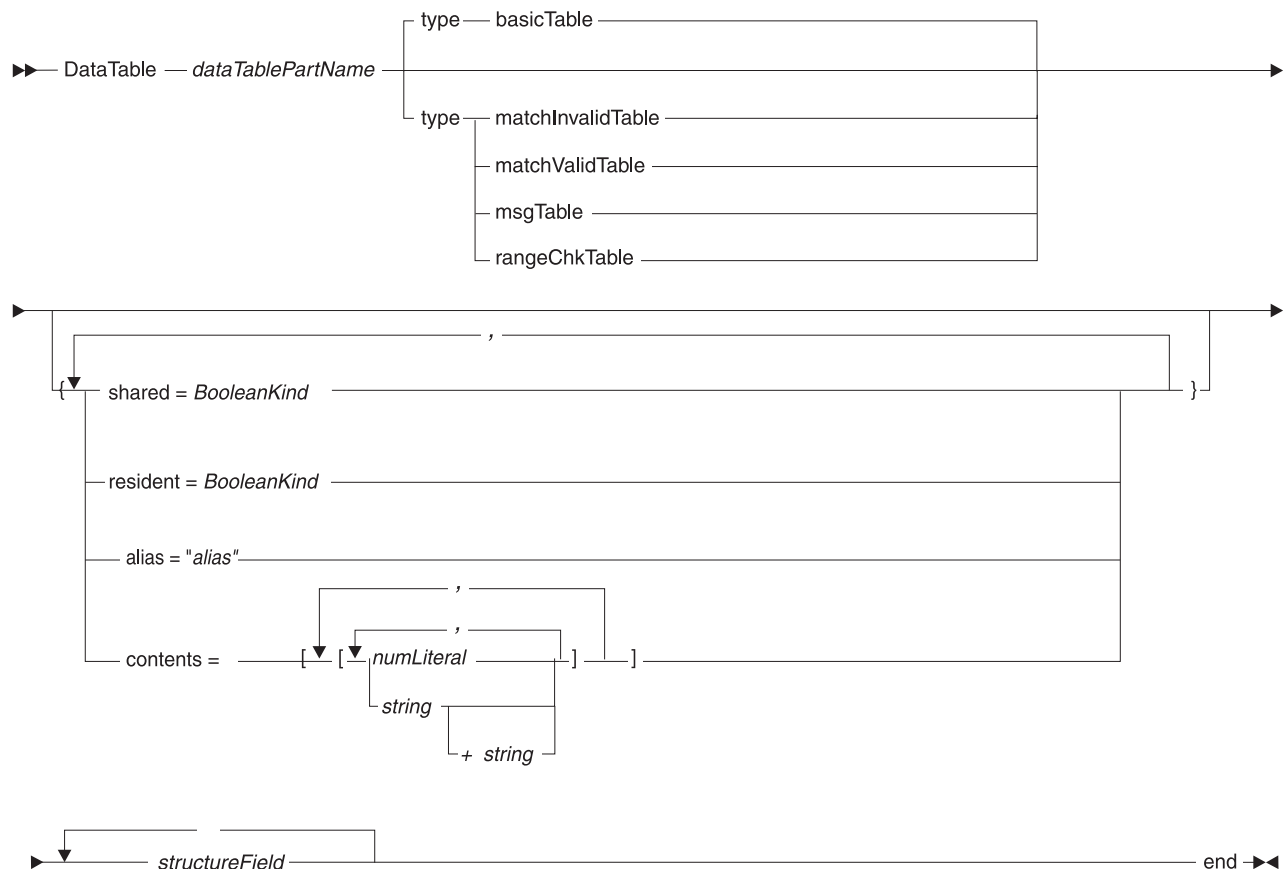 type basicTable
DataTable dataTablePartName
type matchInvalidTable
matchValidTable
msgTable
rangeChkTable
,
{ shared = BooleanKind }
resident = BooleanKind
alias = "alias"
,
,
contents = [ [ numLiteral ] ]
string
+ string
structureField end